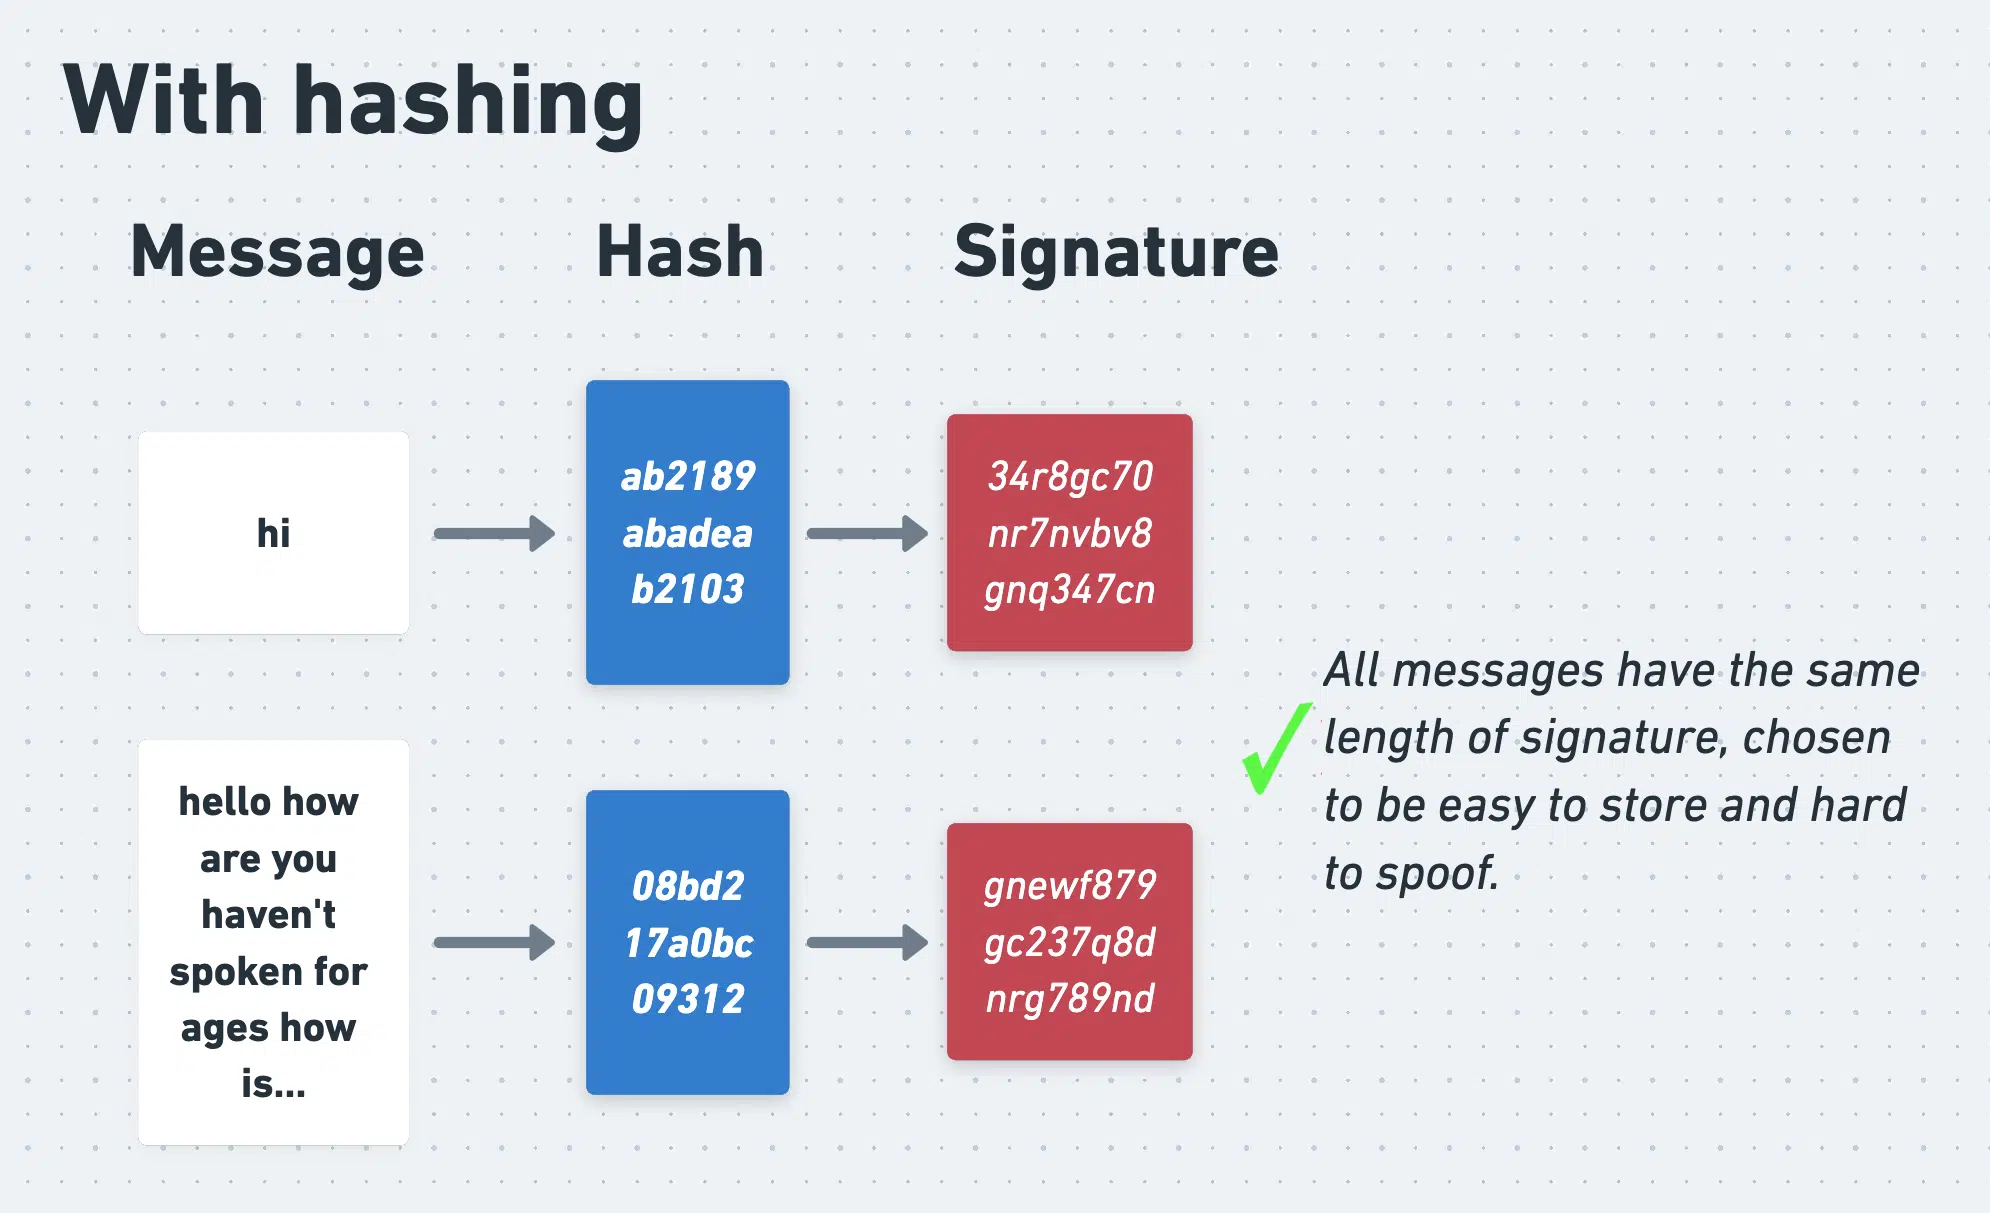 With hashing
Message
Hash
Signature
hi
ab2189
abadea
b2103
34r8gc70
nr7nvbv8
gnq347cn
hello how
are you
haven't
spoken for
ages how
is...
08bd2
17a0bc
09312
gnewf879
gc237q8d
nrg789nd
All messages have the same
length of signature, chosen
to be easy to store and hard
to spoof.